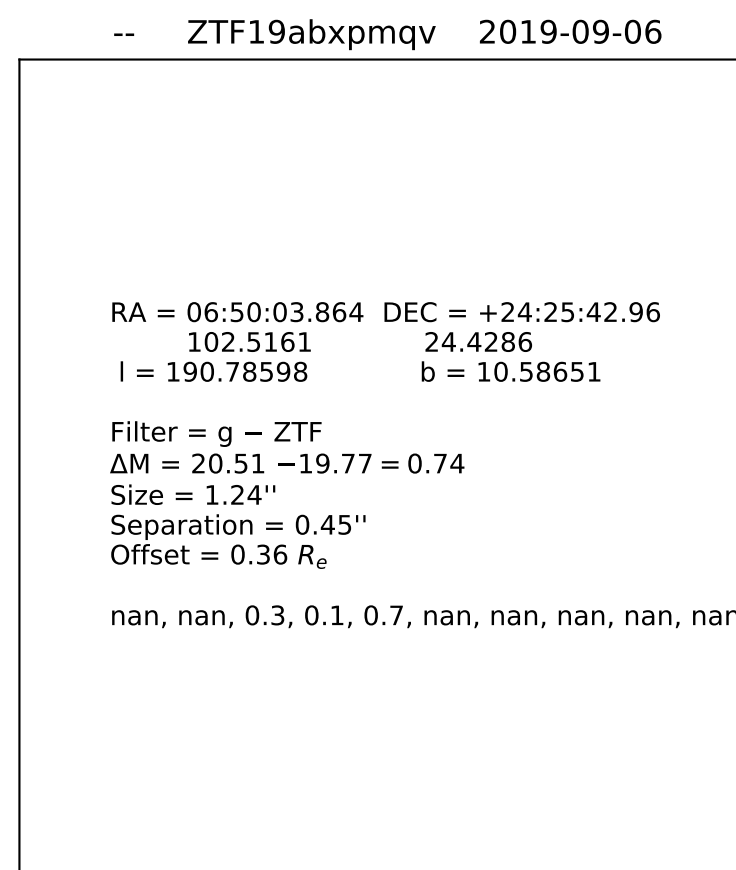 -- ZTF19abxpmqv 2019-09-06
RA = 06:50:03.864 DEC = +24:25:42.96
102.5161 24.4286
l = 190.78598 b = 10.58651
Filter = g − ZTF
ΔM = 20.51 −19.77 = 0.74
Size = 1.24''
Separation = 0.45''
Offset = 0.36 Rₑ
nan, nan, 0.3, 0.1, 0.7, nan, nan, nan, nan, nan